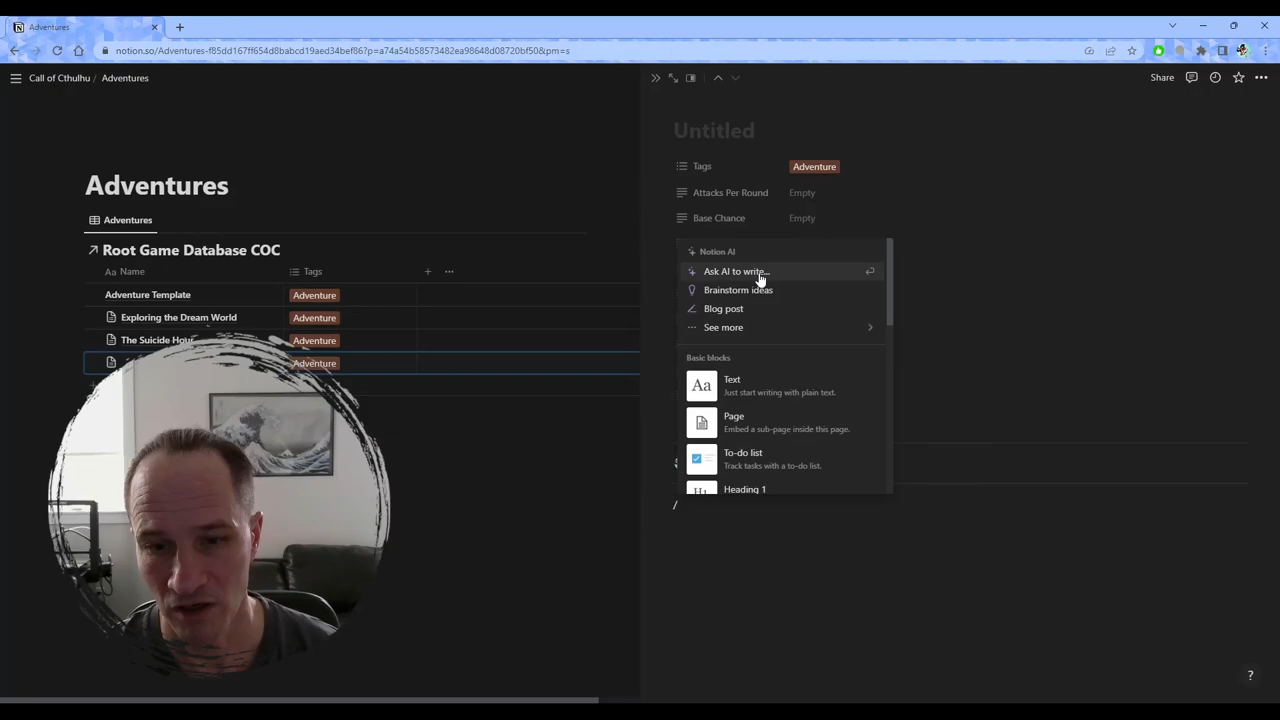 Adventures
notion.so/Adventures-f85dd167ff654d8babcd19aed34bef86?p=a74a54b58573482ea98648d08720bf50&pm=s
Call of Cthulhu / Adventures
Share
Adventures
Adventures
Root Game Database COC
Aa Name
Tags
Adventure Template
Adventure
Exploring the Dream World
Adventure
The Suicide Hour
Adventure
Adventure
Untitled
Tags
Adventure
Attacks Per Round
Empty
Base Chance
Empty
Notion AI
Ask AI to write...
Brainstorm ideas
Blog post
See more
Basic blocks
Aa
Text
Just start writing with plain text.
Page
Embed a sub-page inside this page.
To-do list
Track tasks with a to-do list.
H1
Heading 1
/
?